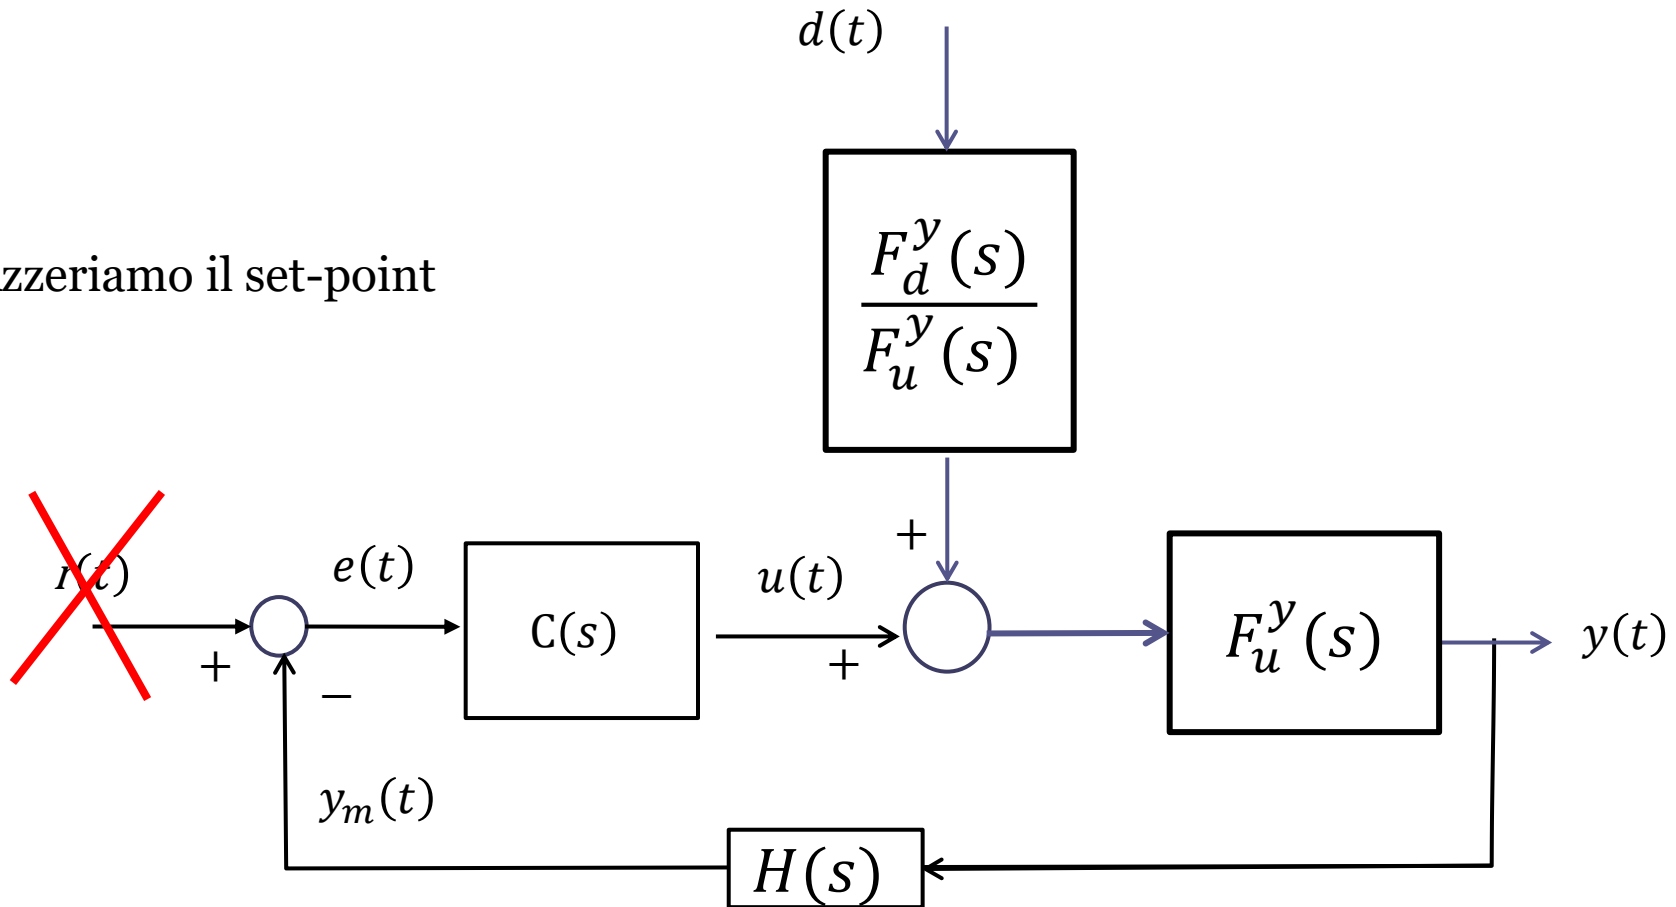 d(t)
zzeriamo il set-point
F_d^y(s)
F_u^y(s)
+
r(t)
e(t)
C(s)
u(t)
F_u^y(s)
y(t)
+
−
+
y_m(t)
H(s)